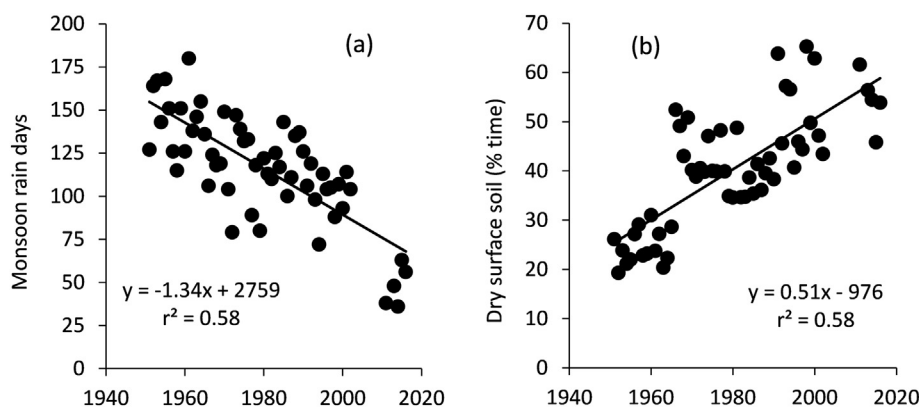 (a)
Monsoon rain days
200
175
150
125
100
75
50
25
0
y = -1.34x + 2759
r² = 0.58
1940 1960 1980 2000 2020
(b)
Dry surface soil (% time)
70
60
50
40
30
20
10
0
y = 0.51x - 976
r² = 0.58
1940 1960 1980 2000 2020